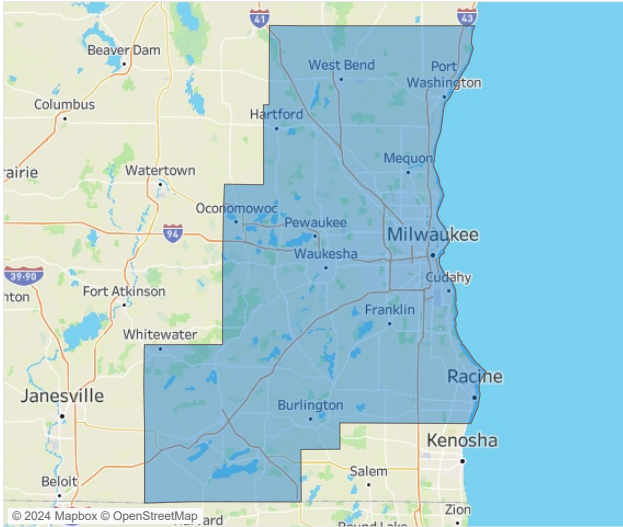 41
43
Beaver Dam
West Bend
Port
Washington
Columbus
Hartford
Mequon
rairie
Watertown
Oconomowoc
Pewaukee
94
Milwaukee
Waukesha
39-90
Cudahy
nton
Fort Atkinson
Franklin
Whitewater
Racine
Janesville
Burlington
Kenosha
Salem
Beloit
Zion
© 2024 Mapbox © OpenStreetMap